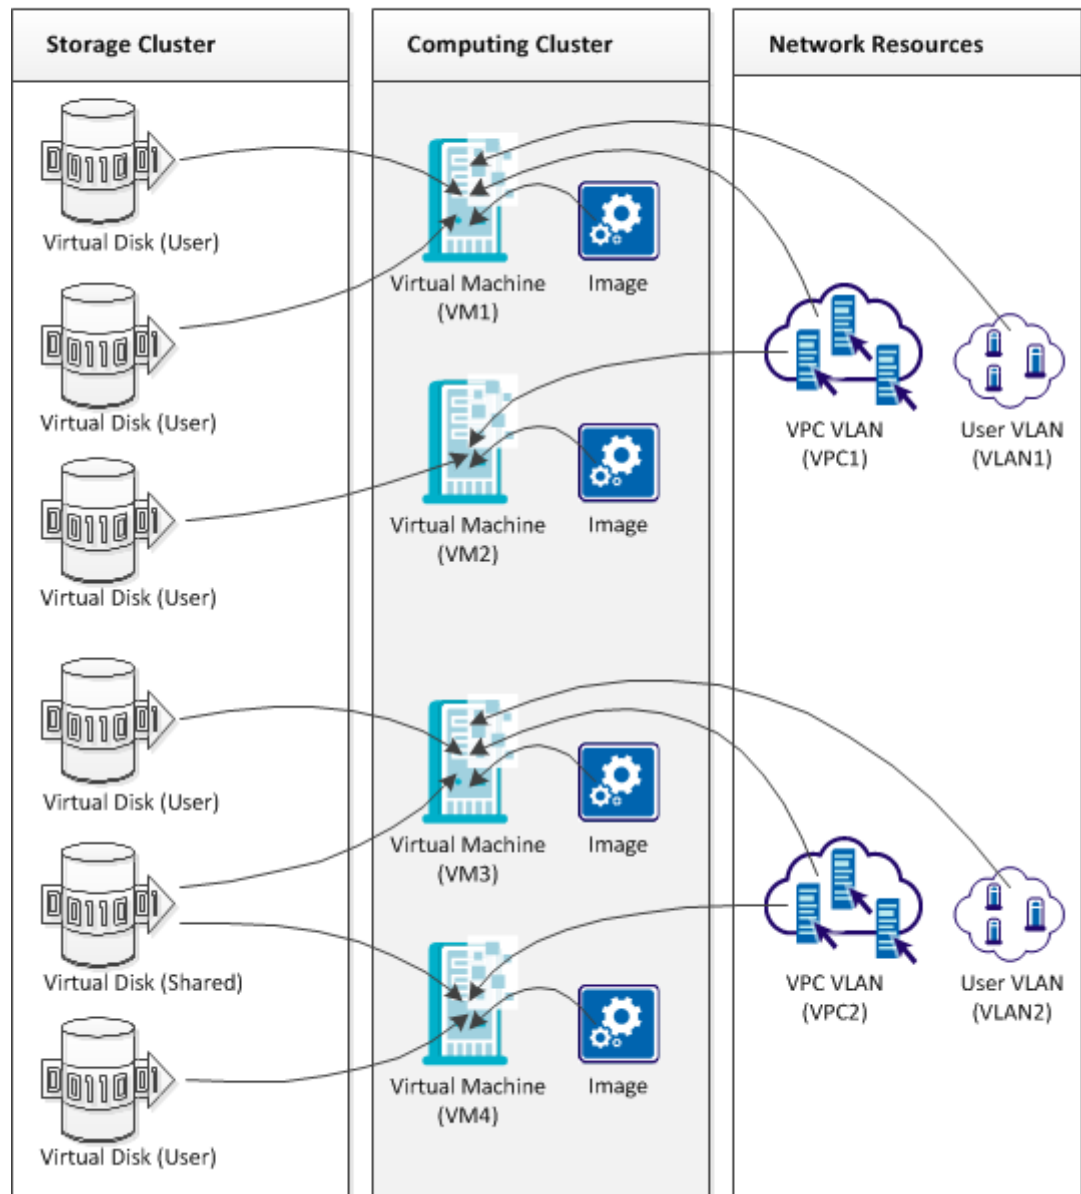 Storage Cluster
Computing Cluster
Network Resources
Virtual Disk (User)
Virtual Disk (User)
Virtual Disk (User)
Virtual Disk (User)
Virtual Disk (Shared)
Virtual Disk (User)
Virtual Machine
(VM1)
Image
Virtual Machine
(VM2)
Image
Virtual Machine
(VM3)
Image
Virtual Machine
(VM4)
Image
VPC VLAN
(VPC1)
User VLAN
(VLAN1)
VPC VLAN
(VPC2)
User VLAN
(VLAN2)